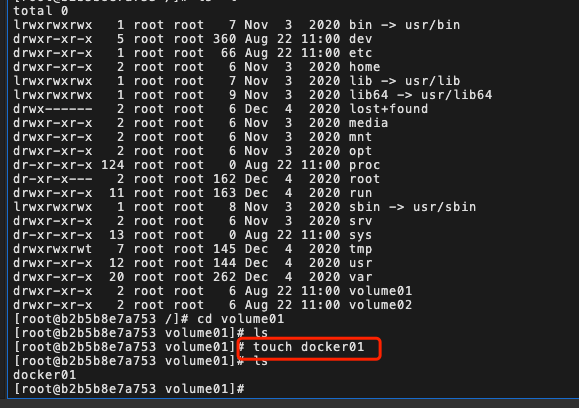 total 0
lrwxrwxrwx   1 root root   7 Nov  3  2020 bin -> usr/bin
drwxr-xr-x   5 root root 360 Aug 22 11:00 dev
drwxr-xr-x   1 root root  66 Aug 22 11:00 etc
drwxr-xr-x   2 root root   6 Nov  3  2020 home
lrwxrwxrwx   1 root root   7 Nov  3  2020 lib -> usr/lib
lrwxrwxrwx   1 root root   9 Nov  3  2020 lib64 -> usr/lib64
drwx------   2 root root   6 Dec  4  2020 lost+found
drwxr-xr-x   2 root root   6 Nov  3  2020 media
drwxr-xr-x   2 root root   6 Nov  3  2020 mnt
drwxr-xr-x   2 root root   6 Nov  3  2020 opt
dr-xr-xr-x 124 root root   0 Aug 22 11:00 proc
dr-xr-x---   2 root root 162 Dec  4  2020 root
drwxr-xr-x  11 root root 163 Dec  4  2020 run
lrwxrwxrwx   1 root root   8 Nov  3  2020 sbin -> usr/sbin
drwxr-xr-x   2 root root   6 Nov  3  2020 srv
dr-xr-xr-x  13 root root   0 Aug 22 11:00 sys
drwxrwxrwt   7 root root 145 Dec  4  2020 tmp
drwxr-xr-x  12 root root 144 Dec  4  2020 usr
drwxr-xr-x  20 root root 262 Dec  4  2020 var
drwxr-xr-x   2 root root   6 Aug 22 11:00 volume01
drwxr-xr-x   2 root root   6 Aug 22 11:00 volume02
[root@b2b5b8e7a753 /]# cd volume01
[root@b2b5b8e7a753 volume01]# ls
[root@b2b5b8e7a753 volume01]# touch docker01
[root@b2b5b8e7a753 volume01]# ls
docker01
[root@b2b5b8e7a753 volume01]#